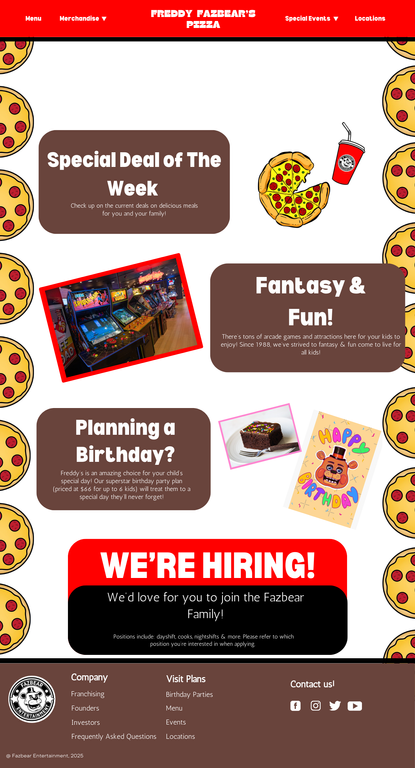 Menu
Merchandise ▼
FREDDY FAZBEAR'S
PIZZA
Special Events ▼
Locations
Special Deal of The
Week
Check up on the current deals on delicious meals
for you and your family!
Fantasy &
Fun!
There's tons of arcade games and attractions here for your kids to
enjoy! Since 1988, we've strived to fantasy & fun come to live for
all kids!
Planning a
Birthday?
Freddy's is an amazing choice for your child's
special day! Our superstar birthday party plan
(priced at $66 for up to 6 kids) will treat them to a
special day they'll never forget!
HAPPY
BIRTHDAY
WE'RE HIRING!
We'd love for you to join the Fazbear
Family!
Positions include: dayshift, cooks, nightshifts & more. Please refer to which
position you're interested in when applying.
FAZBEAR
ENTERTAINMENT
Company
Franchising
Founders
Investors
Frequently Asked Questions
Visit Plans
Birthday Parties
Menu
Events
Locations
Contact us!
@ Fazbear Entertainment, 2025